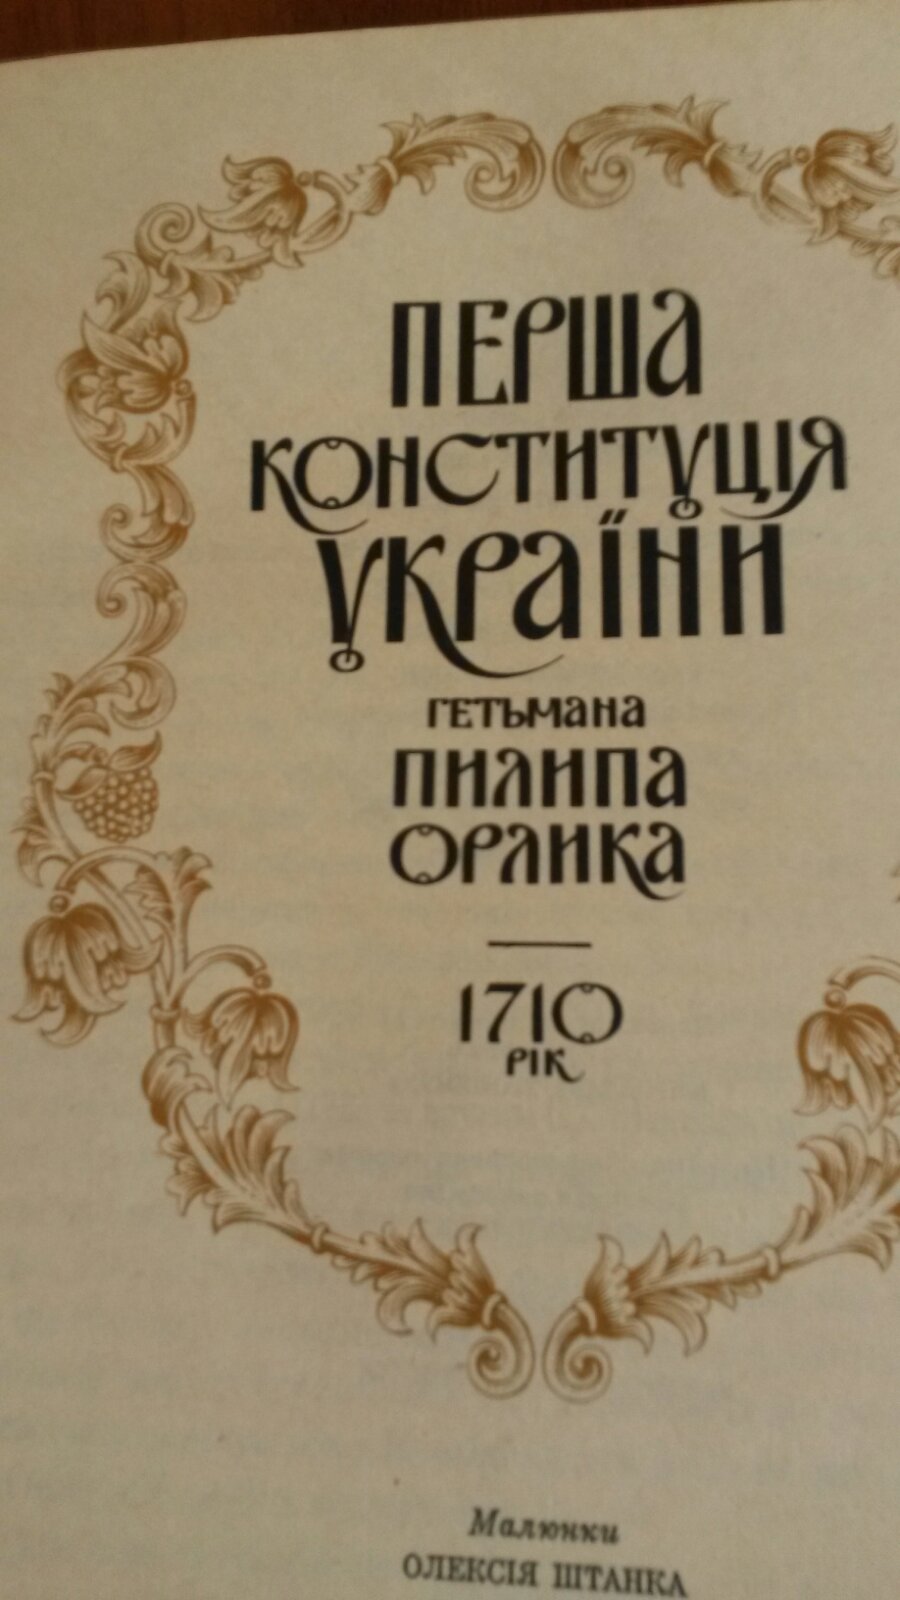 ПЕРША
КОНСТИТУЦІЯ
УКРАЇНИ
ГЕТЬМАНА
ПИЛИПА
ОРЛИКА
1710
РІК
Малюнки
ОЛЕКСІЯ ШТАНКА